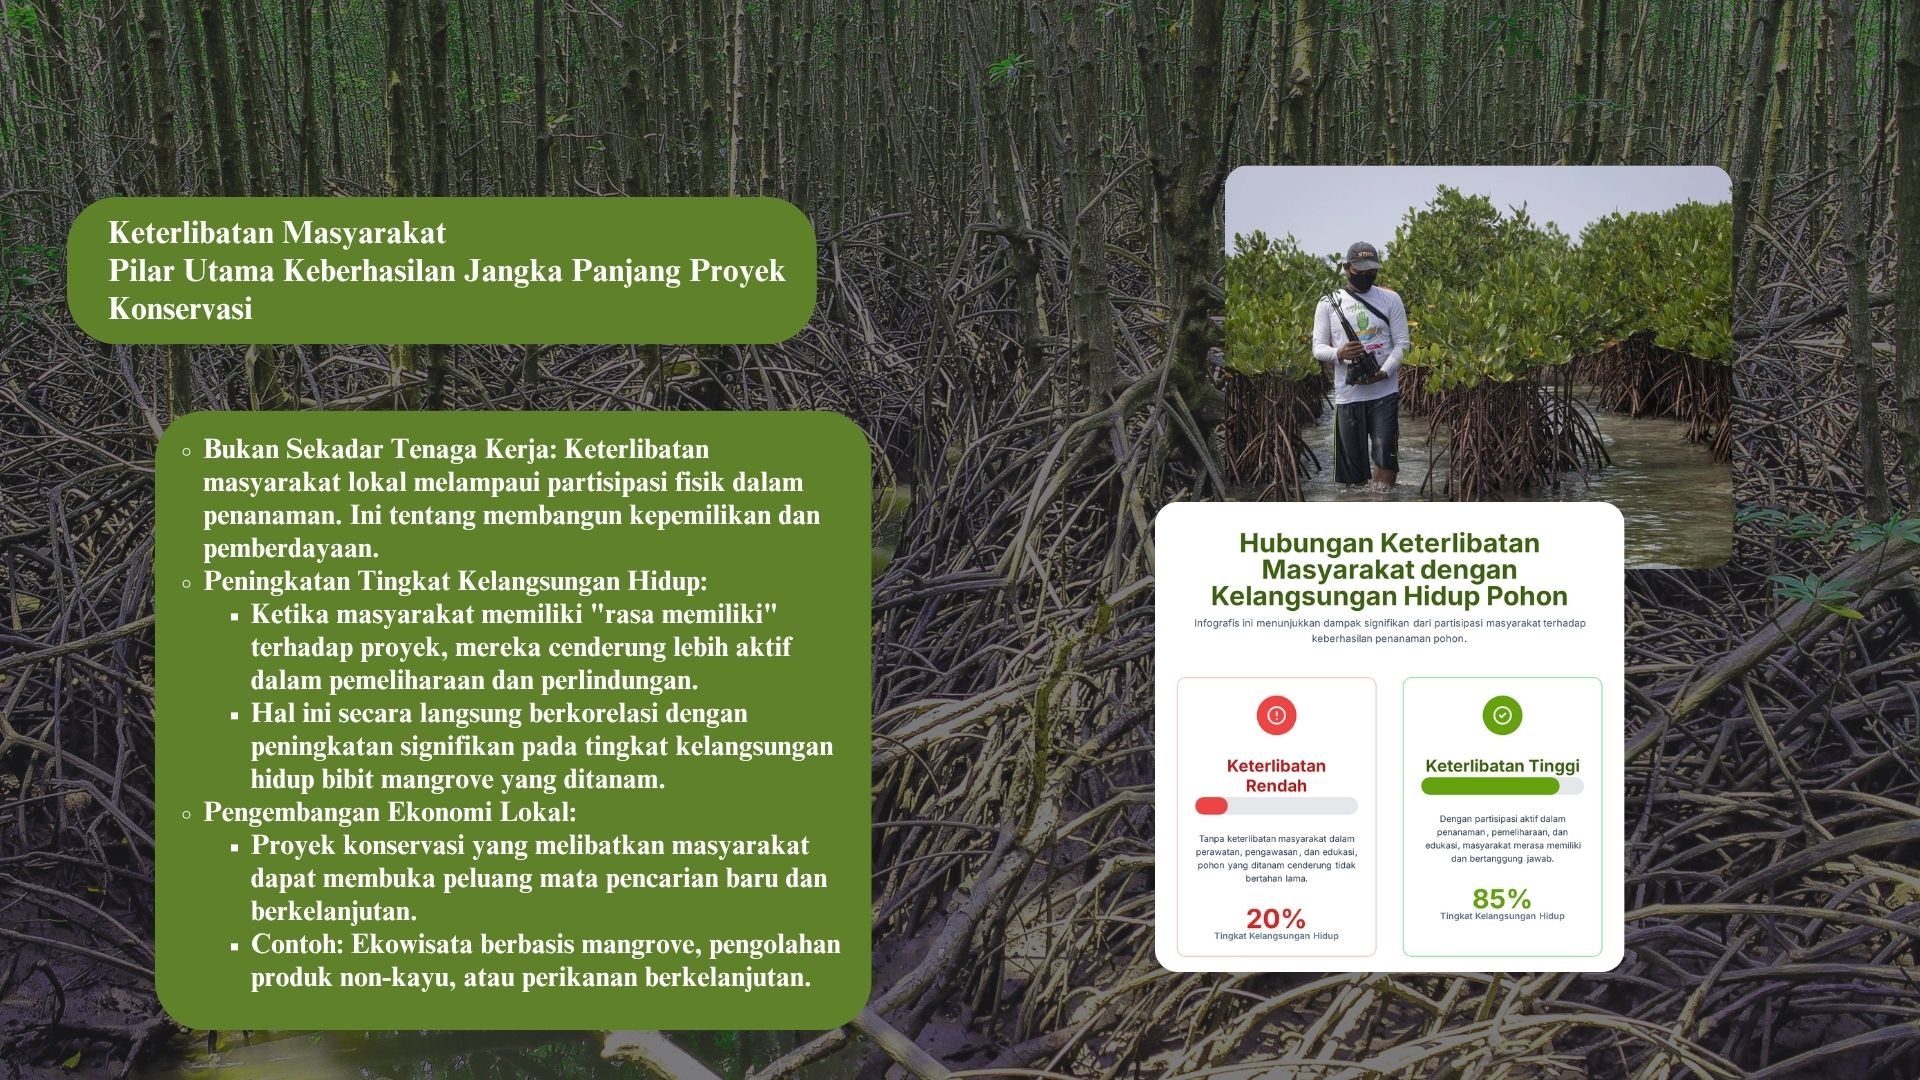 Keterlibatan Masyarakat
Pilar Utama Keberhasilan Jangka Panjang Proyek
Konservasi
Bukan Sekadar Tenaga Kerja: Keterlibatan
masyarakat lokal melampaui partisipasi fisik dalam
penanaman. Ini tentang membangun kepemilikan dan
pemberdayaan.
Peningkatan Tingkat Kelangsungan Hidup:
Ketika masyarakat memiliki "rasa memiliki"
terhadap proyek, mereka cenderung lebih aktif
dalam pemeliharaan dan perlindungan.
Hal ini secara langsung berkorelasi dengan
peningkatan signifikan pada tingkat kelangsungan
hidup bibit mangrove yang ditanam.
Pengembangan Ekonomi Lokal:
Proyek konservasi yang melibatkan masyarakat
dapat membuka peluang mata pencarian baru dan
berkelanjutan.
Contoh: Ekowisata berbasis mangrove, pengolahan
produk non-kayu, atau perikanan berkelanjutan.
STIHL
Hubungan Keterlibatan
Masyarakat dengan
Kelangsungan Hidup Pohon
Infografis ini menunjukkan dampak signifikan dari partisipasi masyarakat terhadap
keberhasilan penanaman pohon.
Keterlibatan
Rendah
Tanpa keterlibatan masyarakat dalam
perawatan, pengawasan, dan edukasi,
pohon yang ditanam cenderung tidak
bertahan lama.
20%
Tingkat Kelangsungan Hidup
Keterlibatan Tinggi
Dengan partisipasi aktif dalam
penanaman, pemeliharaan, dan
edukasi, masyarakat merasa memiliki
dan bertanggung jawab.
85%
Tingkat Kelangsungan Hidup